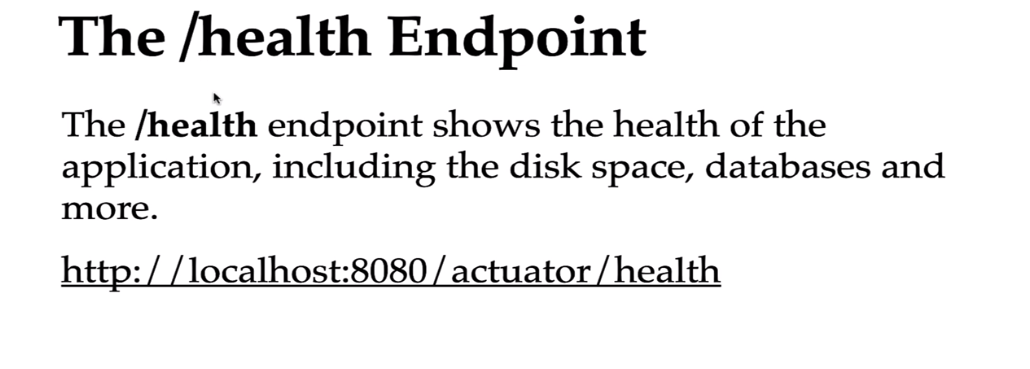 The /health Endpoint
The /health endpoint shows the health of the
application, including the disk space, databases and
more.
http://localhost:8080/actuator/health